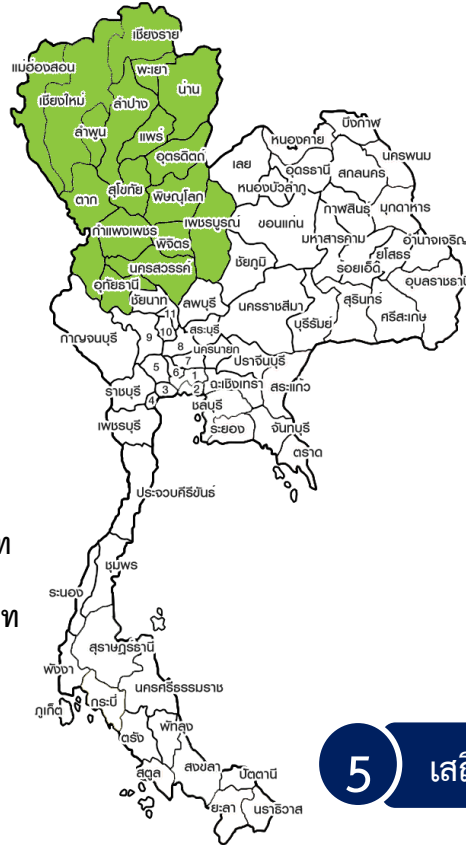 เชียงราย
แม่ฮ่องสอน
พะเยา
น่าน
เชียงใหม่
ลำปาง
ลำพูน
แพร่
บึงกาฬ
หนองคาย
อุตรดิตถ์
เลย
อุดรธานี
นครพนม
สกลนคร
หนองบัวลำภู
ตาก
สุโขทัย
พิษณุโลก
กาฬสินธุ์
มุกดาหาร
เพชรบูรณ์
ขอนแก่น
กำแพงเพชร
มหาสารคาม
อำนาจเจริญ
พิจิตร
ยโสธร
ชัยภูมิ
ร้อยเอ็ด
นครสวรรค์
อุบลราชธานี
อุทัยธานี
ชัยนาท
ลพบุรี
นครราชสีมา
สุรินทร์
บุรีรัมย์
ศรีสะเกษ
11
กาญจนบุรี
9
10
สระบุรี
8
นครนายก
7
ปราจีนบุรี
5
6
1
ฉะเชิงเทรา
สระแก้ว
ราชบุรี
3
2
4
ชลบุรี
เพชรบุรี
ระยอง
จันทบุรี
ตราด
ประจวบคีรีขันธ์
ท
ชุมพร
ระนอง
ท
สุราษฎร์ธานี
พังงา
นครศรีธรรมราช
กระบี่
ภูเก็ต
พัทลุง
ตรัง
สงขลา
สตูล
ปัตตานี
ยะลา
นราธิวาส
5